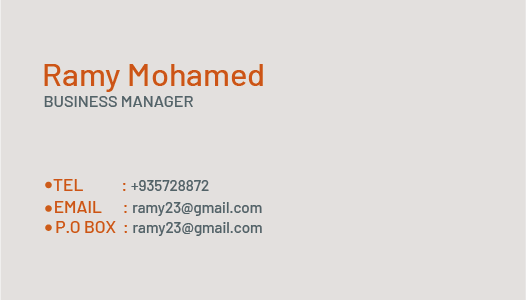 Ramy Mohamed
BUSINESS MANAGER
•TEL : +935728872
•EMAIL : ramy23@gmail.com
•P.O BOX : ramy23@gmail.com